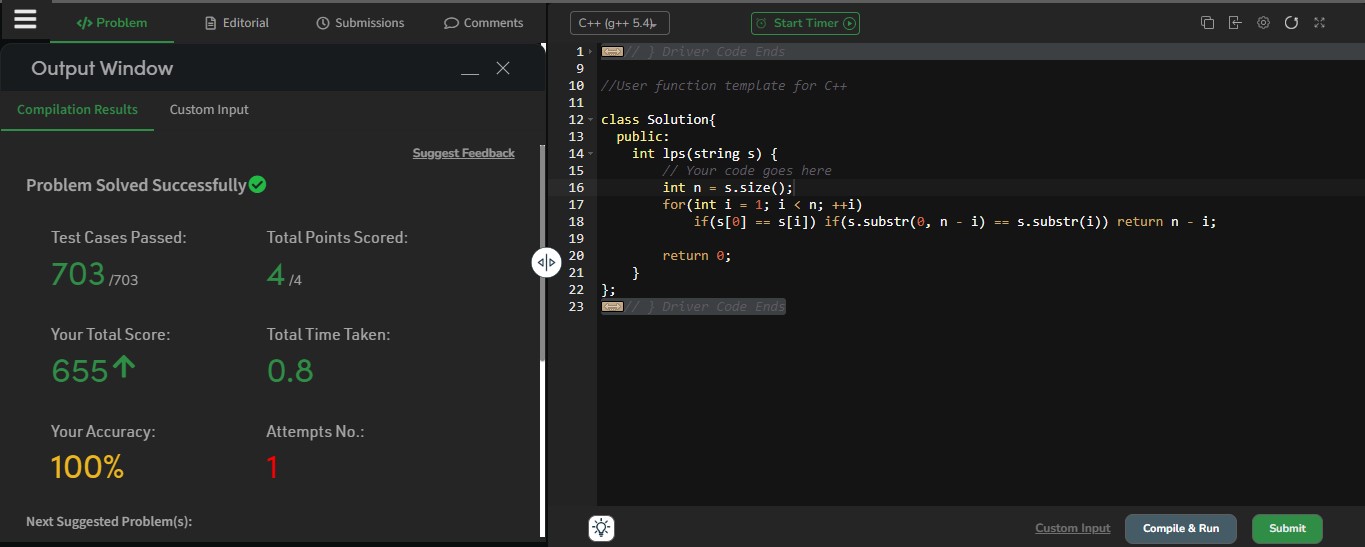 </> Problem
Editorial
Submissions
Comments
Output Window
Compilation Results
Custom Input
Suggest Feedback
Problem Solved Successfully
Test Cases Passed:
Total Points Scored:
703 /703
4 /4
Your Total Score:
Total Time Taken:
655
0.8
Your Accuracy:
Attempts No.:
100%
1
Next Suggested Problem(s):
C++ (g++ 5.4)
Start Timer
1 // } Driver Code Ends
9
10 //User function template for C++
11
12 class Solution{
13 public:
14 int lps(string s) {
15 // Your code goes here
16 int n = s.size();
17 for(int i = 1; i < n; ++i)
18 if(s[0] == s[i]) if(s.substr(0, n - i) == s.substr(i)) return n - i;
19
20 return 0;
21 }
22 };
23 // } Driver Code Ends
Custom Input
Compile & Run
Submit